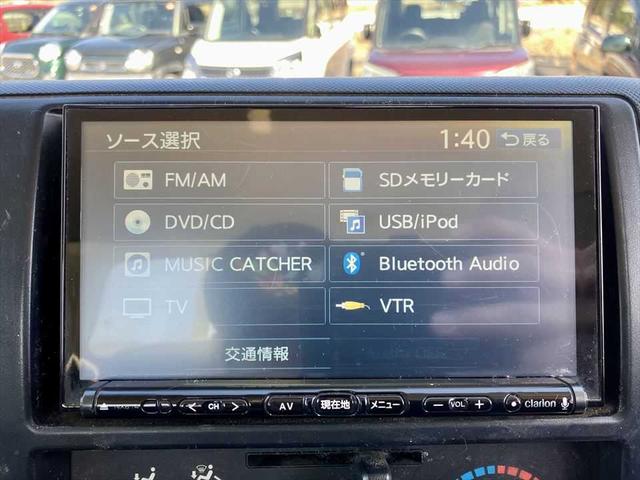 ソース選択 1:40 戻る
FM/AM SDメモリーカード
DVD/CD USB/iPod
MUSIC CATCHER Bluetooth Audio
TV VTR
交通情報
CH AV 現在地 メニュー − VOL + clarion